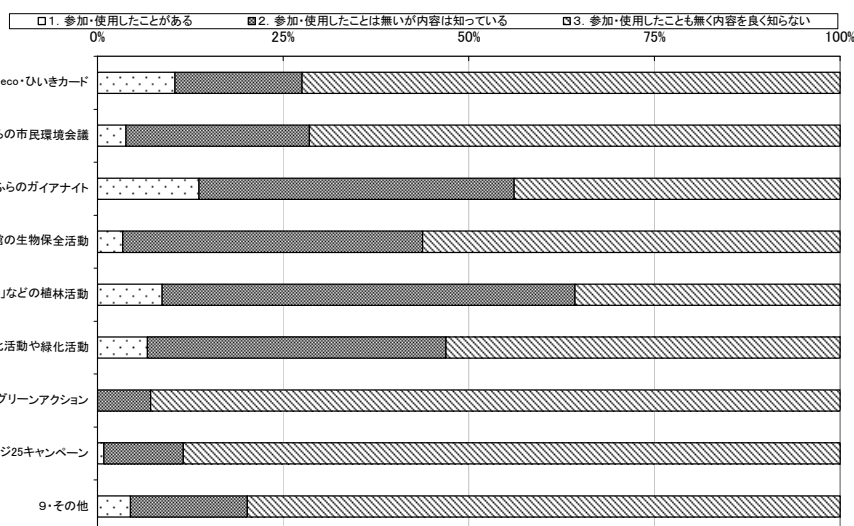 □1. 参加・使用したことがある ▩2. 参加・使用したことは無いが内容は知っている ▧3. 参加・使用したことも無く内容を良く知らない
0% 25% 50% 75% 100%
eco・ひいきカード
らの市民環境会議
ふらのガイアナイト
館の生物保全活動
」などの植林活動
化活動や緑化活動
グリーンアクション
ジ25キャンペーン
9・その他